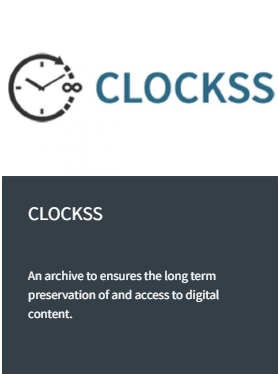 CLOCKSS
CLOCKSS
An archive to ensures the long term
preservation of and access to digital
content.